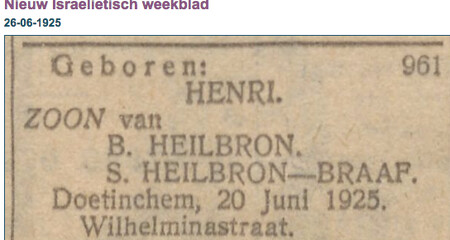 Nieuw Israelietisch weekblad
26-06-1925
Geboren: 961
HENRI.
ZOON van
B. HEILBRON.
S. HEILBRON—BRAAF.
Doetinchem, 20 Juni 1925.
Wilhelminastraat.